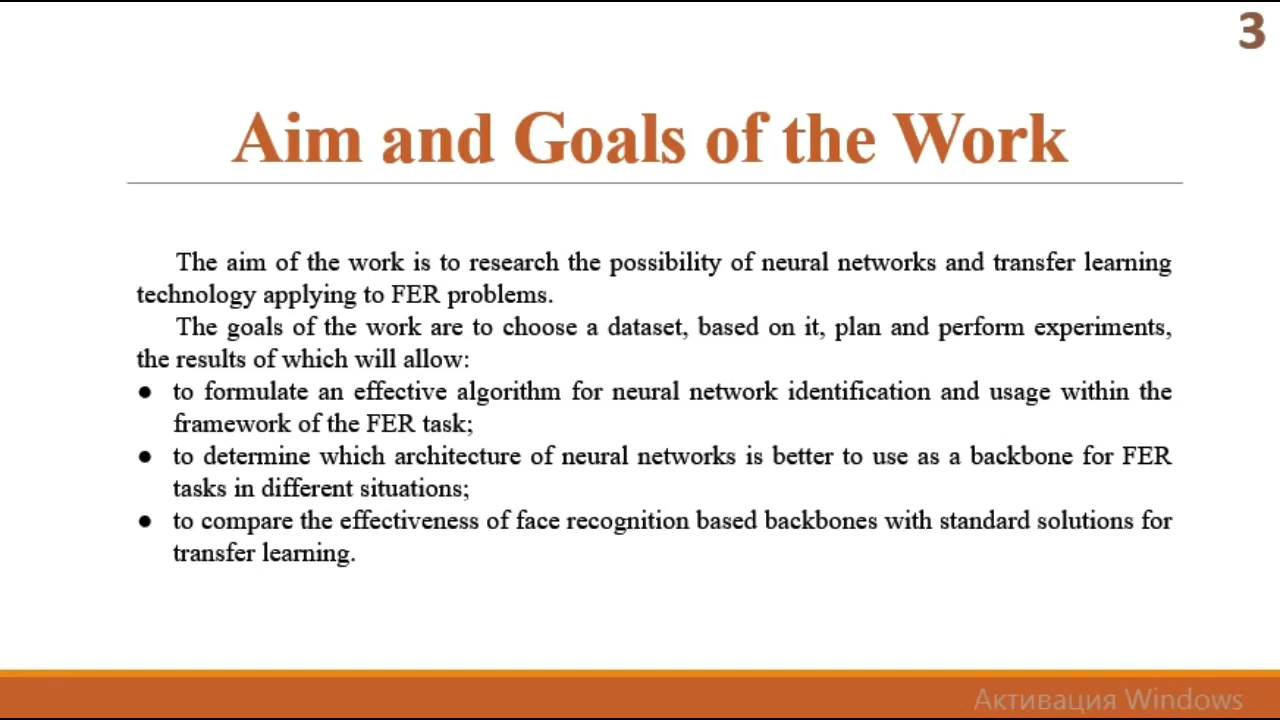 3
Aim and Goals of the Work
The aim of the work is to research the possibility of neural networks and transfer learning
technology applying to FER problems.
The goals of the work are to choose a dataset, based on it, plan and perform experiments,
the results of which will allow:
● to formulate an effective algorithm for neural network identification and usage within the
framework of the FER task;
● to determine which architecture of neural networks is better to use as a backbone for FER
tasks in different situations;
● to compare the effectiveness of face recognition based backbones with standard solutions for
transfer learning.
Активация Windows